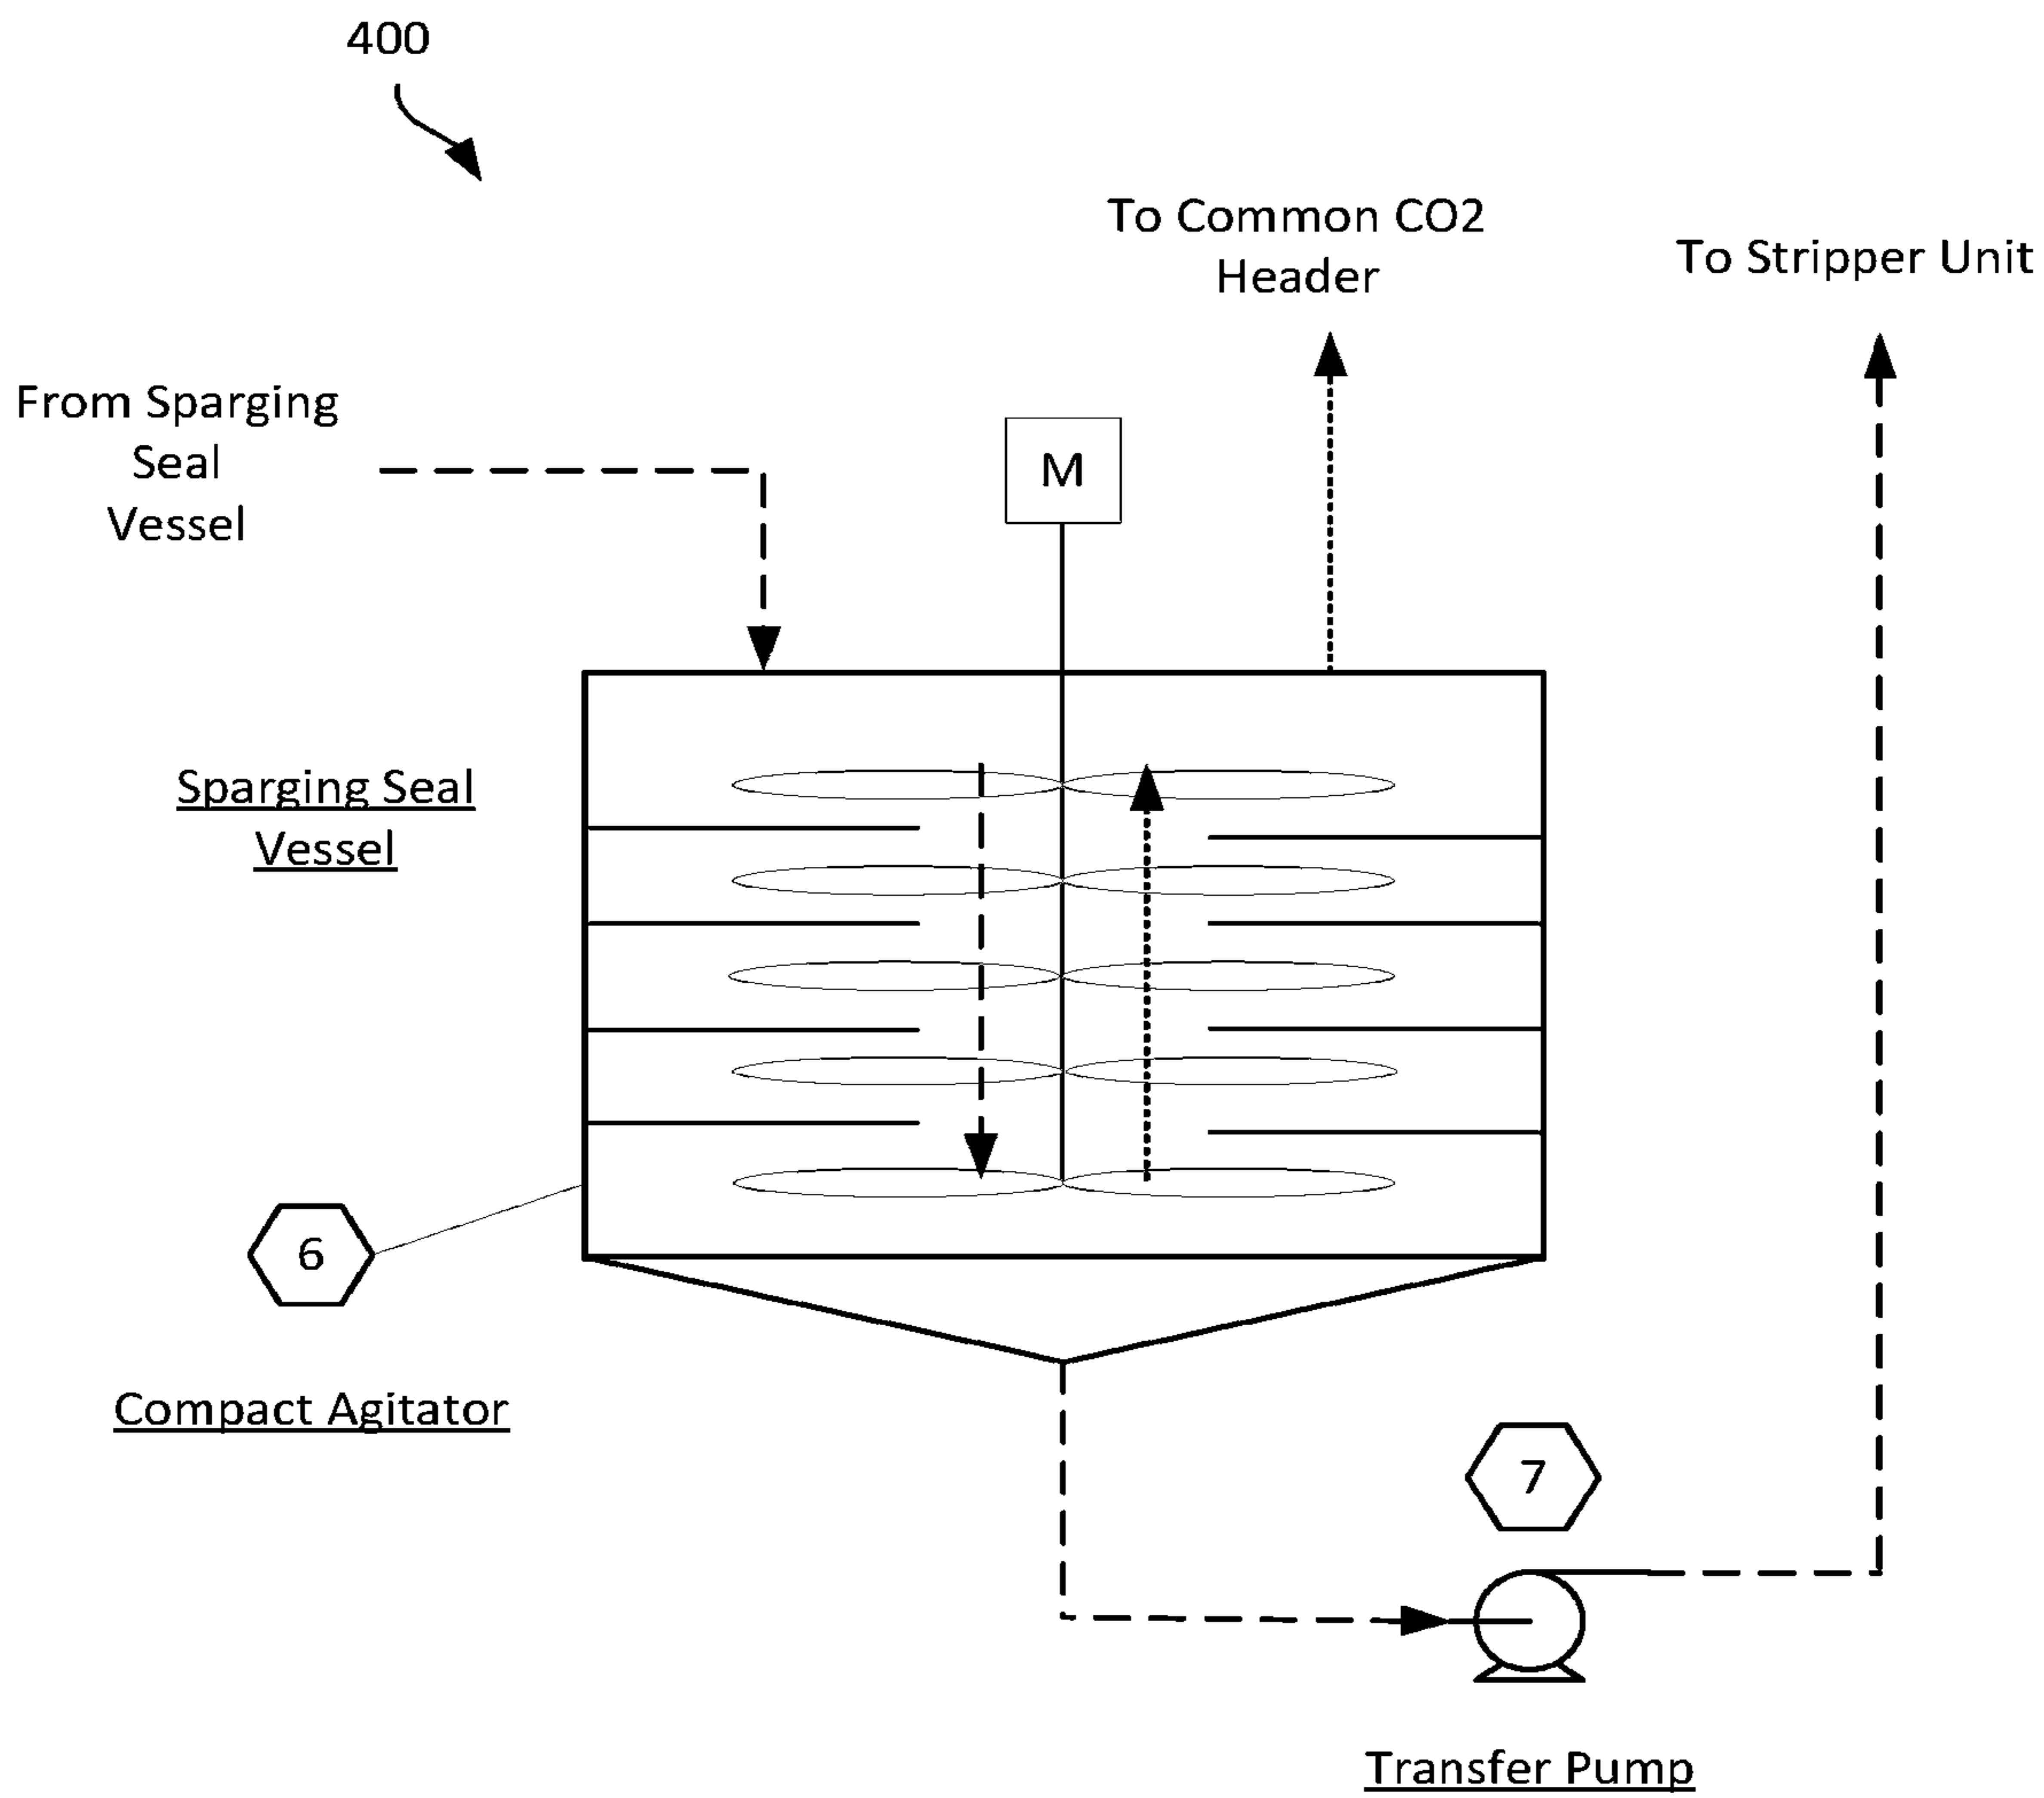 400
To Common CO2
Header
To Stripper Unit
From Sparging
Seal
Vessel
M
Sparging Seal
Vessel
6
Compact Agitator
7
Transfer Pump